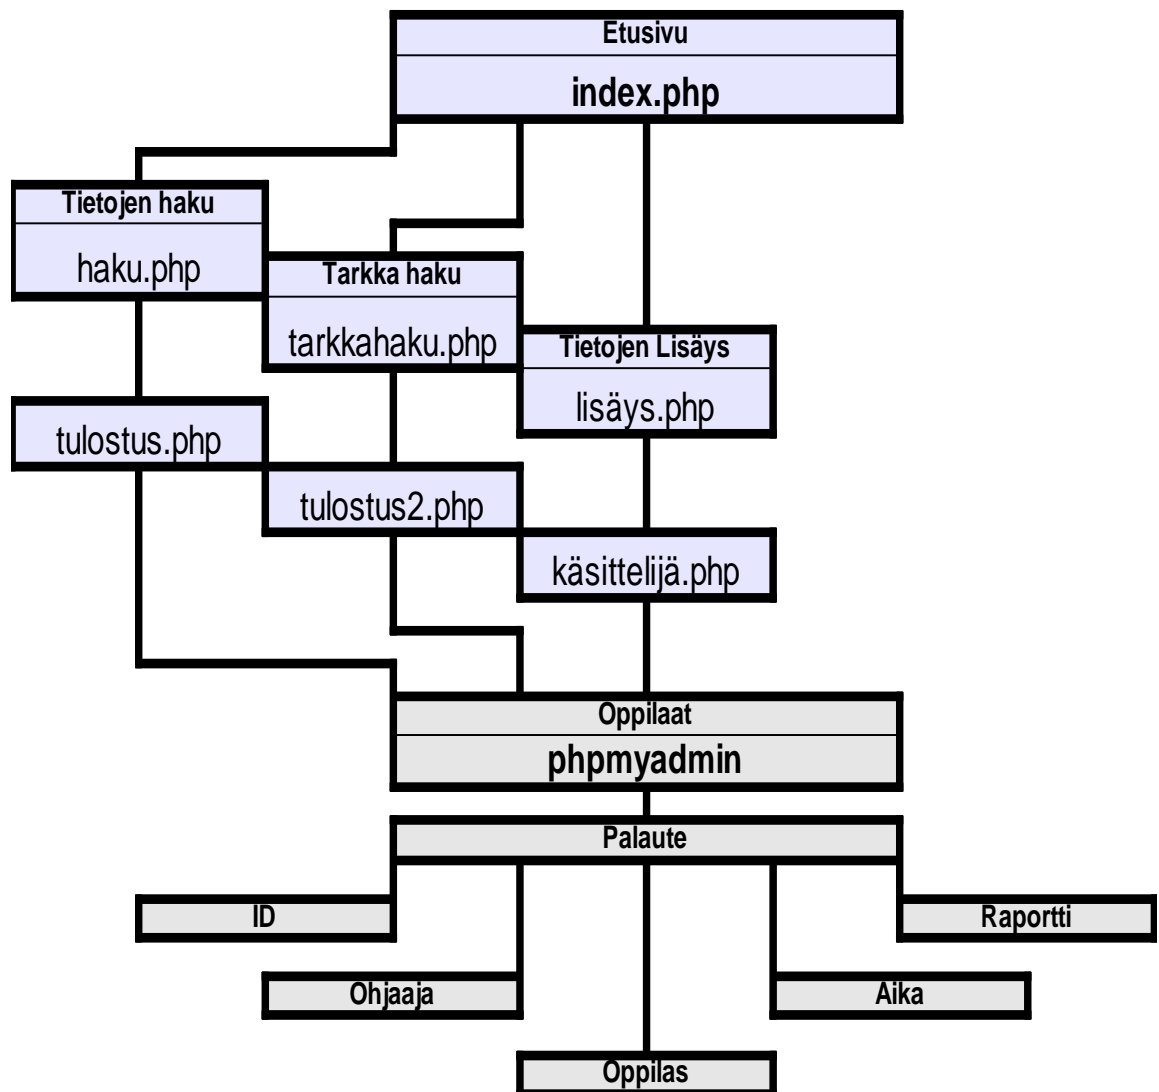 Etusivu
index.php
Tietojen haku
haku.php
Tarkka haku
tarkkahaku.php
Tietojen Lisäys
lisäys.php
tulostus.php
tulostus2.php
käsittelijä.php
Oppilaat
phpmyadmin
Palaute
ID
Raportti
Ohjaaja
Aika
Oppilas